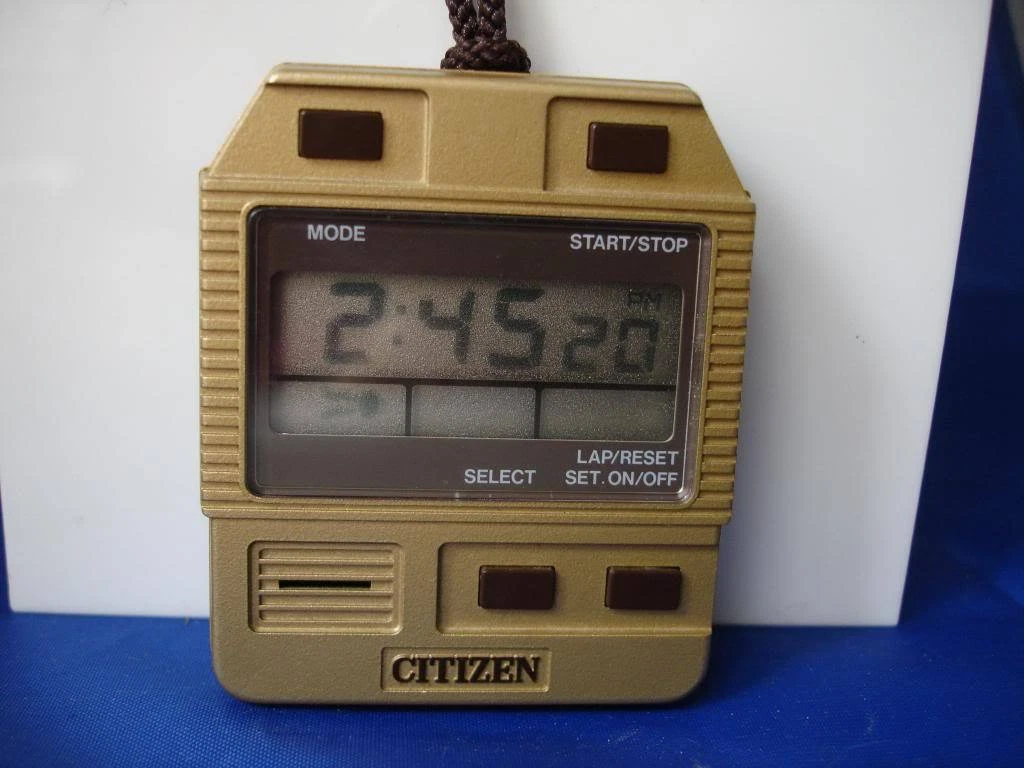 MODE START/STOP
2:45 20 PM
LAP/RESET
SELECT SET.ON/OFF
CITIZEN